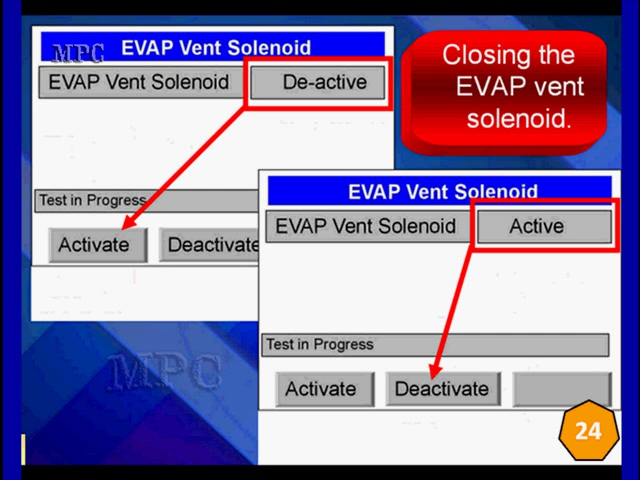 MPC
EVAP Vent Solenoid
EVAP Vent Solenoid De-active
Test in Progress
Activate Deactivate
Closing the
EVAP vent
solenoid.
EVAP Vent Solenoid
EVAP Vent Solenoid Active
Test in Progress
Activate Deactivate
MPC
24